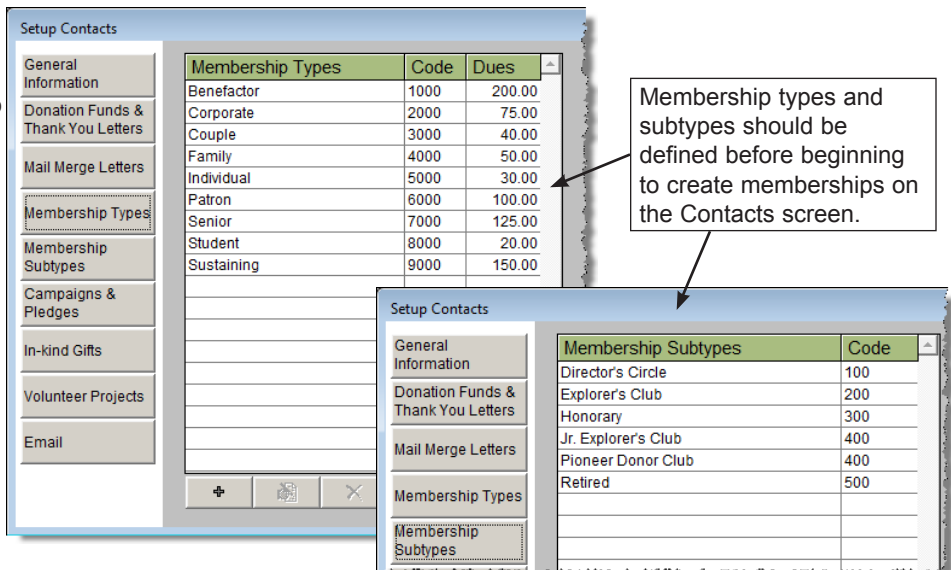 Setup Contacts
General
Information
Donation Funds &
Thank You Letters
Mail Merge Letters
Membership Types
Membership
Subtypes
Campaigns &
Pledges
In-kind Gifts
Volunteer Projects
Email
Membership Types Code Dues
Benefactor 1000 200.00
Corporate 2000 75.00
Couple 3000 40.00
Family 4000 50.00
Individual 5000 30.00
Patron 6000 100.00
Senior 7000 125.00
Student 8000 20.00
Sustaining 9000 150.00
Membership types and
subtypes should be
defined before beginning
to create memberships on
the Contacts screen.
Setup Contacts
General
Information
Donation Funds &
Thank You Letters
Mail Merge Letters
Membership Types
Membership
Subtypes
Membership Subtypes Code
Director's Circle 100
Explorer's Club 200
Honorary 300
Jr. Explorer's Club 400
Pioneer Donor Club 400
Retired 500